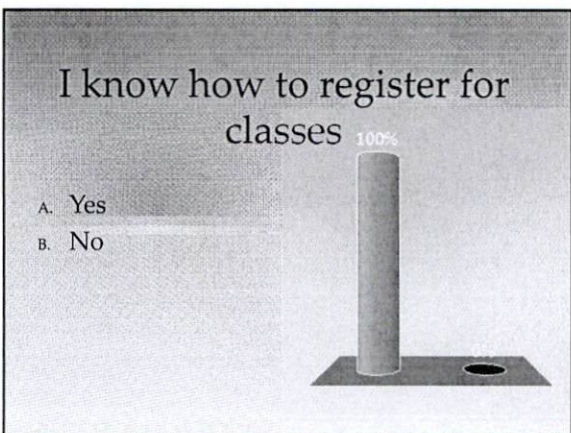 I know how to register for
classes
100%
A. Yes
B. No